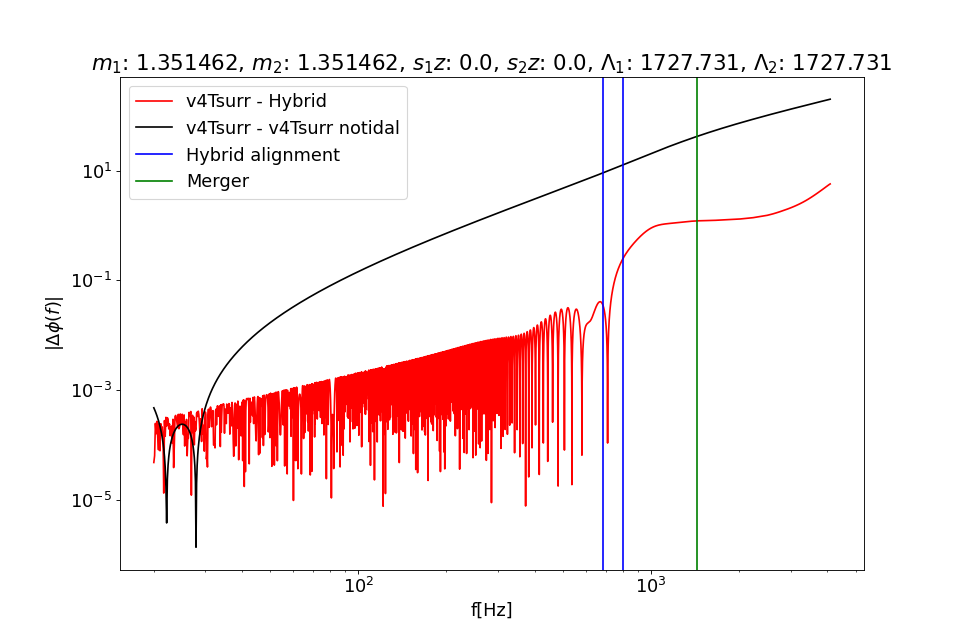 m₁: 1.351462, m₂: 1.351462, s₁z: 0.0, s₂z: 0.0, Λ₁: 1727.731, Λ₂: 1727.731
v4Tsurr - Hybrid
v4Tsurr - v4Tsurr notidal
Hybrid alignment
Merger
|Δϕ(f)|
10¹
10⁻¹
10⁻³
10⁻⁵
10² 10³
f[Hz]